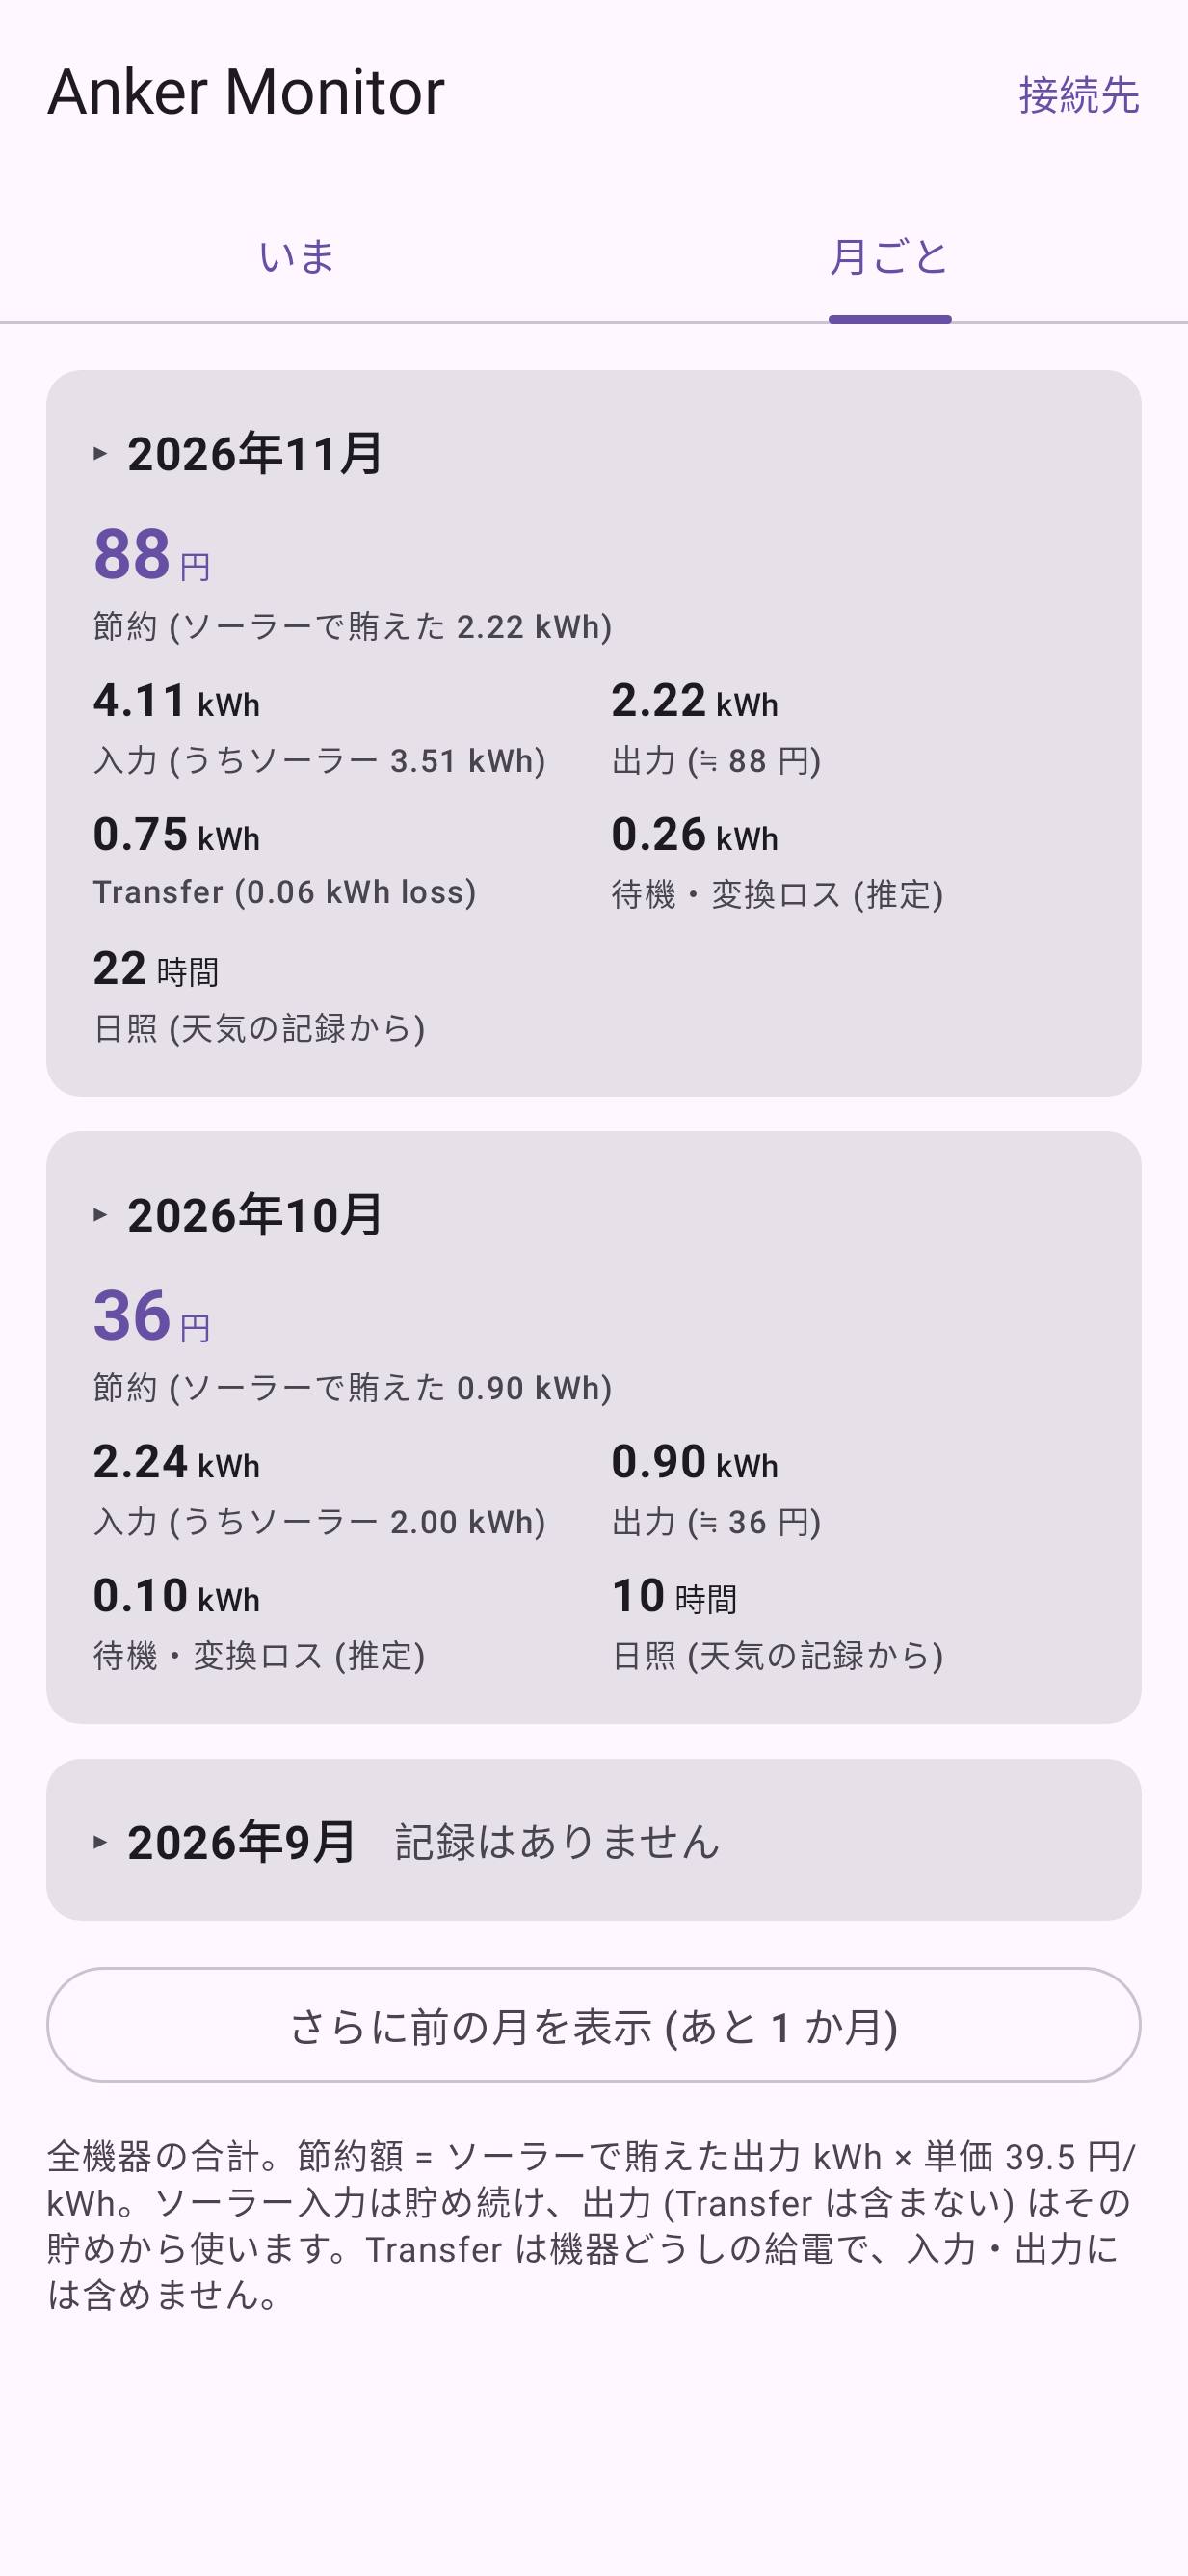 Anker Monitor
接続先
いま
月ごと
▸ 2026年11月
88 円
節約 (ソーラーで賄えた 2.22 kWh)
4.11 kWh
2.22 kWh
入力 (うちソーラー 3.51 kWh)
出力 (≒ 88 円)
0.75 kWh
0.26 kWh
Transfer (0.06 kWh loss)
待機・変換ロス (推定)
22 時間
日照 (天気の記録から)
▸ 2026年10月
36 円
節約 (ソーラーで賄えた 0.90 kWh)
2.24 kWh
0.90 kWh
入力 (うちソーラー 2.00 kWh)
出力 (≒ 36 円)
0.10 kWh
10 時間
待機・変換ロス (推定)
日照 (天気の記録から)
▸ 2026年9月 記録はありません
さらに前の月を表示 (あと 1 か月)
全機器の合計。節約額 = ソーラーで賄えた出力 kWh × 単価 39.5 円/
kWh。ソーラー入力は貯め続け、出力 (Transfer は含まない) はその
貯めから使います。Transfer は機器どうしの給電で、入力・出力に
は含めません。